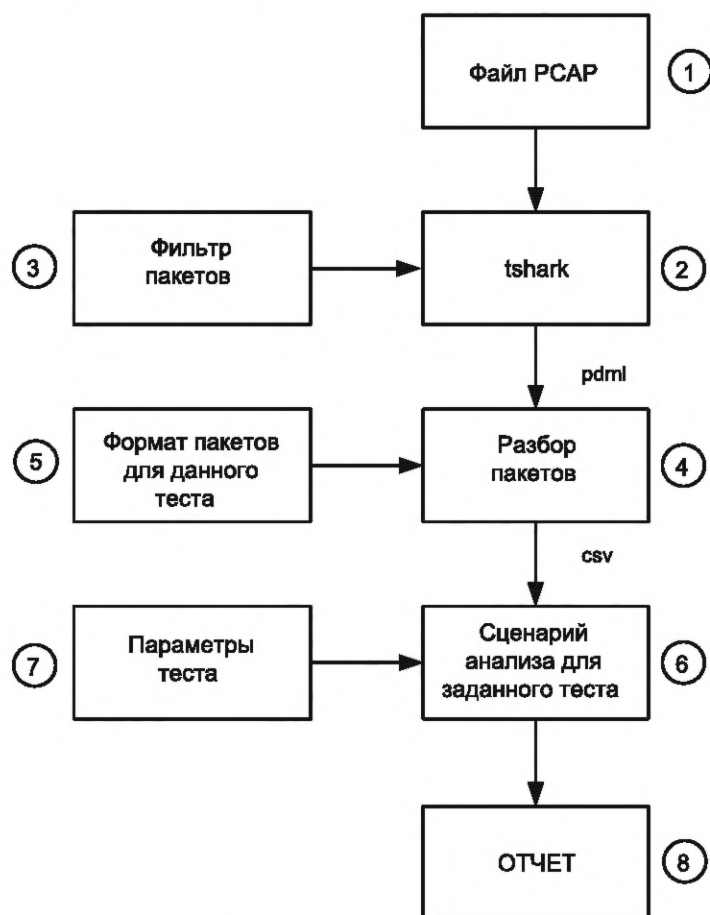 Файл PCAP
1
Фильтр
пакетов
3
tshark
2
pdml
Формат пакетов
для данного
теста
5
Разбор
пакетов
4
csv
Параметры
теста
7
Сценарий
анализа для
заданного теста
6
ОТЧЕТ
8